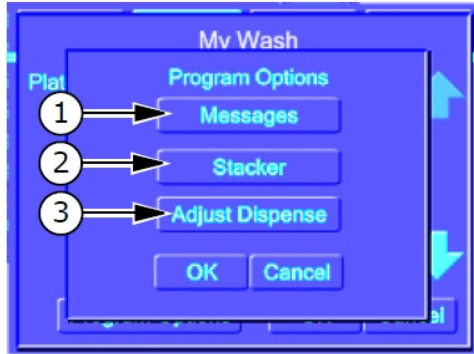 My Wash
Plat
Program Options
1 Messages
2 Stacker
3 Adjust Dispense
OK Cancel